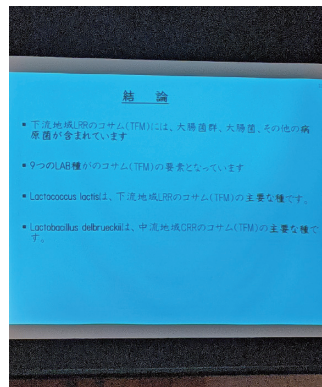 結 論
• 下流地域LRRのコサム(TFM)には、大腸菌群、大腸菌、その他の病
原菌が含まれています
• 9つのLAB種がのコサム(TFM)の要素となっています
• Lactococcus lactisは、下流地域LRRのコサム(TFM)の主要な種です。
• Lactobacillus delbrueckiiは、中流地域CRRのコサム(TFM)の主要な種で
す。